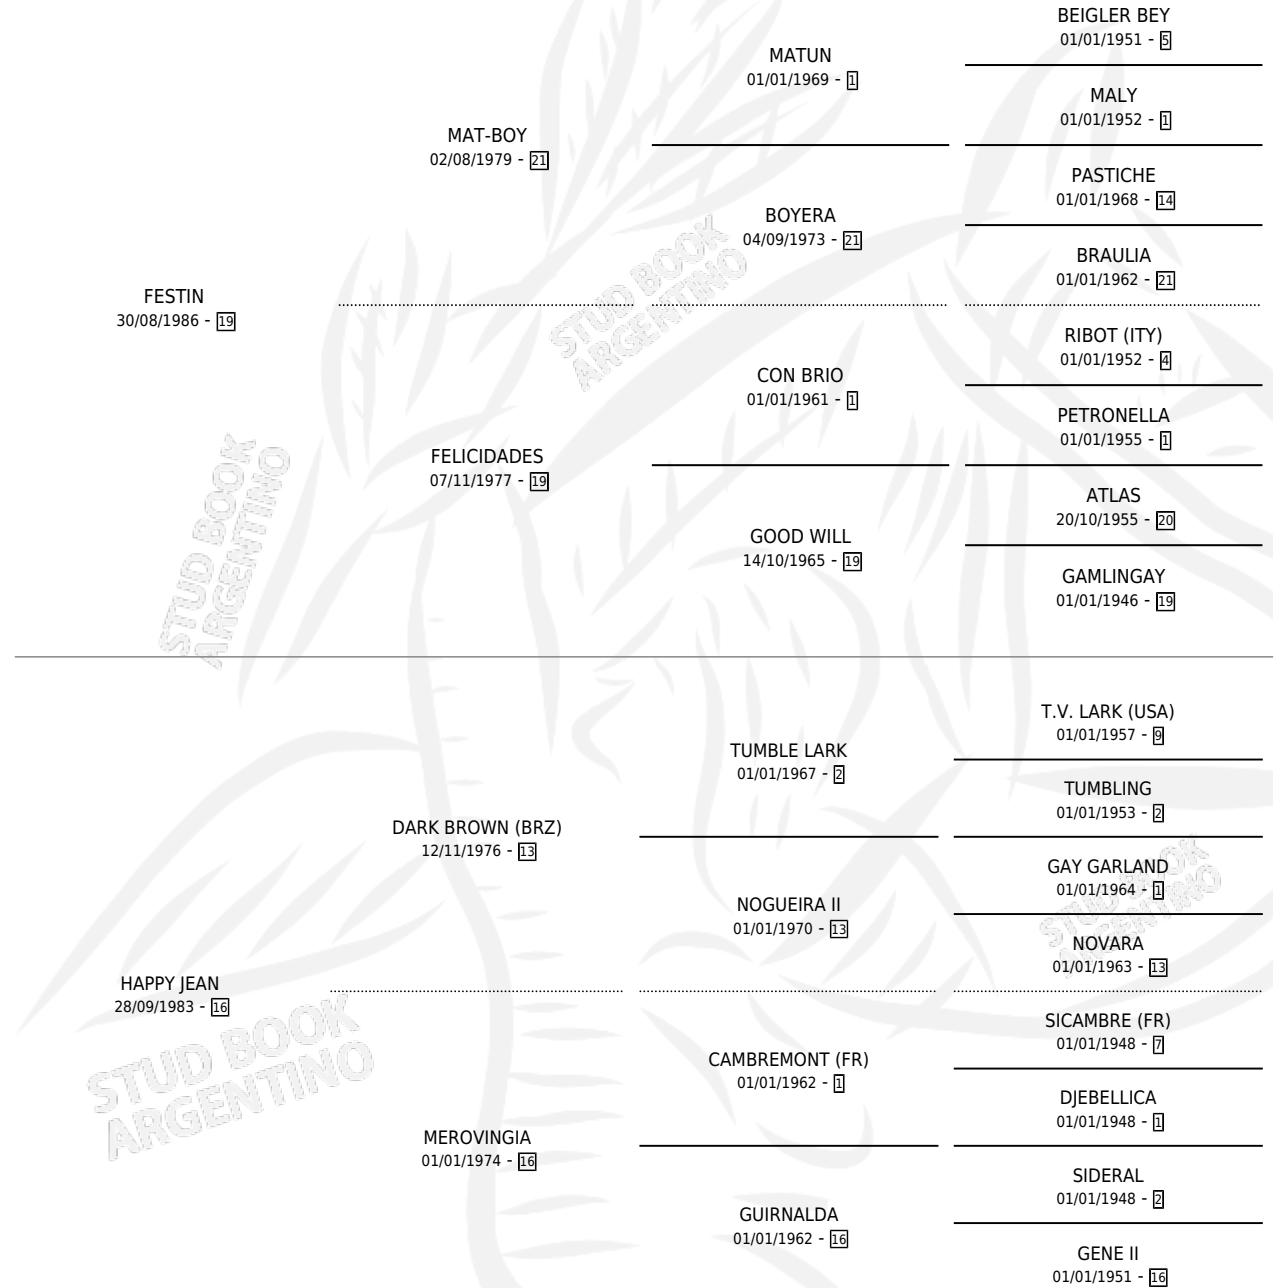 BEIGLER BEY
01/01/1951 - 5
MATUN
01/01/1969 - 1
MALY
01/01/1952 - 1
MAT-BOY
02/08/1979 - 21
PASTICHE
01/01/1968 - 14
BOYERA
04/09/1973 - 21
BRAULIA
01/01/1962 - 21
FESTIN
30/08/1986 - 19
RIBOT (ITY)
01/01/1952 - 4
CON BRIO
01/01/1961 - 1
PETRONELLA
01/01/1955 - 1
FELICIDADES
07/11/1977 - 19
ATLAS
20/10/1955 - 20
GOOD WILL
14/10/1965 - 19
GAMLINGAY
01/01/1946 - 19
T.V. LARK (USA)
01/01/1957 - 9
TUMBLE LARK
01/01/1967 - 2
TUMBLING
01/01/1953 - 2
DARK BROWN (BRZ)
12/11/1976 - 13
GAY GARLAND
01/01/1964 - 1
NOGUEIRA II
01/01/1970 - 13
NOVARA
01/01/1963 - 13
HAPPY JEAN
28/09/1983 - 16
SICAMBRE (FR)
01/01/1948 - 7
CAMBREMONT (FR)
01/01/1962 - 1
DJEBELLICA
01/01/1948 - 1
MEROVINGIA
01/01/1974 - 16
SIDERAL
01/01/1948 - 2
GUIRNALDA
01/01/1962 - 16
GENE II
01/01/1951 - 16
STUD BOOK
ARGENTINO
STUD BOOK
ARGENTINO
STUD BOOK
ARGENTINO
STUD BOOK
ARGENTINO